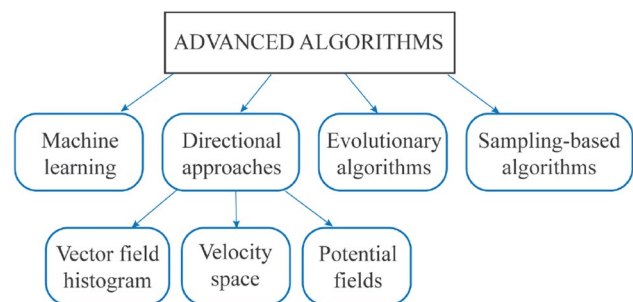 ADVANCED ALGORITHMS
Machine
learning
Directional
approaches
Evolutionary
algorithms
Sampling-based
algorithms
Vector field
histogram
Velocity
space
Potential
fields